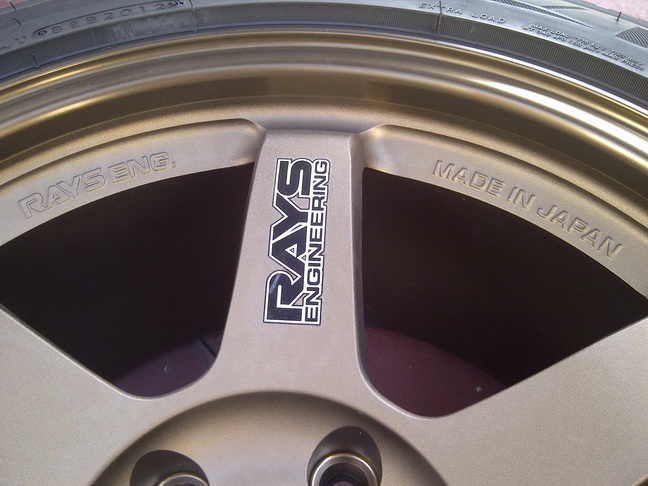 EXTRA LOAD
RAYS ENG.
MADE IN JAPAN
RAYS
ENGINEERING